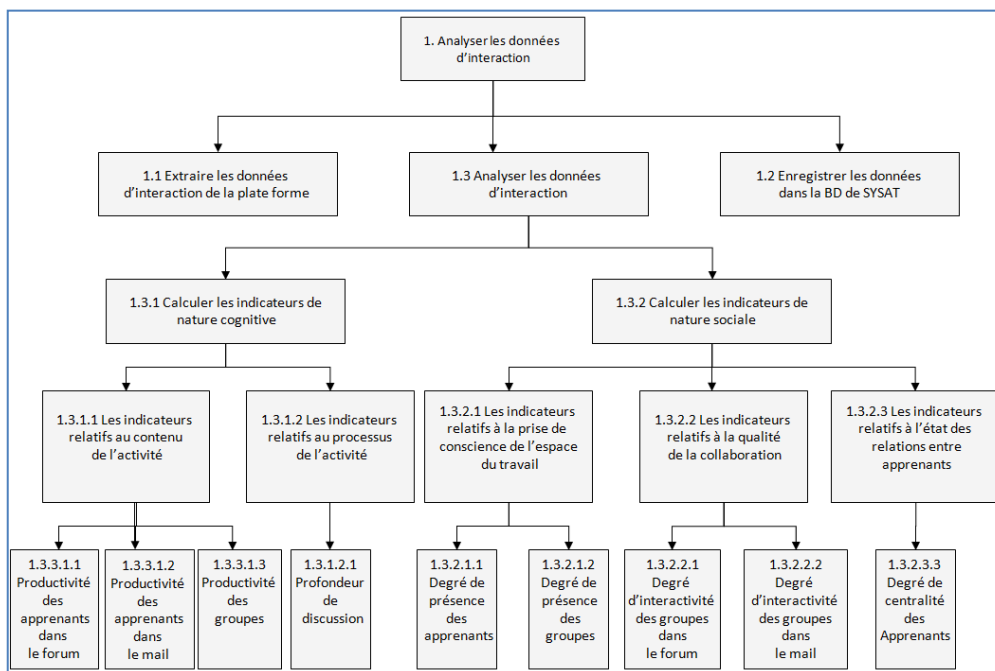 1. Analyser les données
d’interaction
1.1 Extraire les données
d’interaction de la plate forme
1.3 Analyser les données
d’interaction
1.2 Enregistrer les données
dans la BD de SYSAT
1.3.1 Calculer les indicateurs de
nature cognitive
1.3.2 Calculer les indicateurs de
nature sociale
1.3.1.1 Les indicateurs
relatifs au contenu
de l’activité
1.3.1.2 Les indicateurs
relatifs au processus
de l’activité
1.3.2.1 Les indicateurs
relatifs à la prise de
conscience de l’espace
du travail
1.3.2.2 Les indicateurs
relatifs à la qualité
de la collaboration
1.3.2.3 Les indicateurs
relatifs à l’état des
relations entre
apprenants
1.3.3.1.1
Productivité
des
apprenants
dans
le forum
1.3.3.1.2
Productivité
des
apprenants
dans
le mail
1.3.3.1.3
Productivité
des
groupes
1.3.1.2.1
Profondeur
de
discussion
1.3.2.1.1
Degré de
présence
des
apprenants
1.3.2.1.2
Degré de
présence
des
groupes
1.3.2.2.1
Degré
d’interactivité
des groupes
dans
le forum
1.3.2.2.2
Degré
d’interactivité
des groupes
dans
le mail
1.3.2.3.3
Degré de
centralité
des
Apprenants